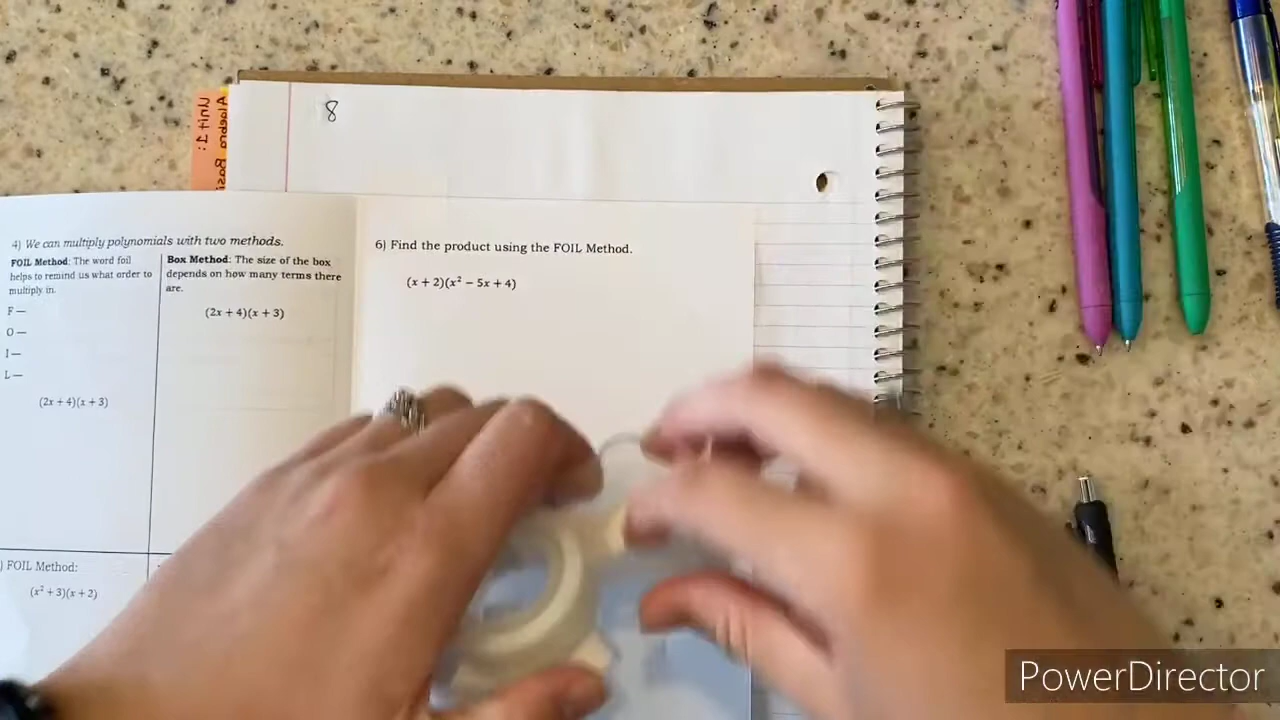 8
Unit 1:
Algebra Basi
4) We can multiply polynomials with two methods.
FOIL Method: The word foil
helps to remind us what order to
multiply in.
F —
O —
I —
L —
(2x + 4)(x + 3)
Box Method: The size of the box
depends on how many terms there
are.
(2x + 4)(x + 3)
) FOIL Method:
(x² + 3)(x + 2)
6) Find the product using the FOIL Method.
(x + 2)(x² − 5x + 4)
PowerDirector